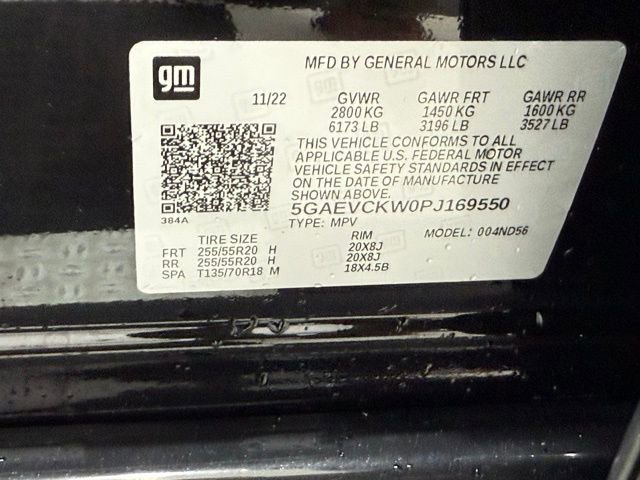 gm
MFD BY GENERAL MOTORS LLC
11/22 GVWR GAWR FRT GAWR RR
2800 KG 1450 KG 1600 KG
6173 LB 3196 LB 3527 LB
THIS VEHICLE CONFORMS TO ALL
APPLICABLE U.S. FEDERAL MOTOR
VEHICLE SAFETY STANDARDS IN EFFECT
ON THE DATE OF MANUFACTURE
SHOWN ABOVE.
384A 5GAEVCKW0PJ169550
TYPE: MPV MODEL: 004ND56
TIRE SIZE RIM
FRT 255/55R20 H 20X8J
RR 255/55R20 H 20X8J
SPA T135/70R18 M 18X4.5B